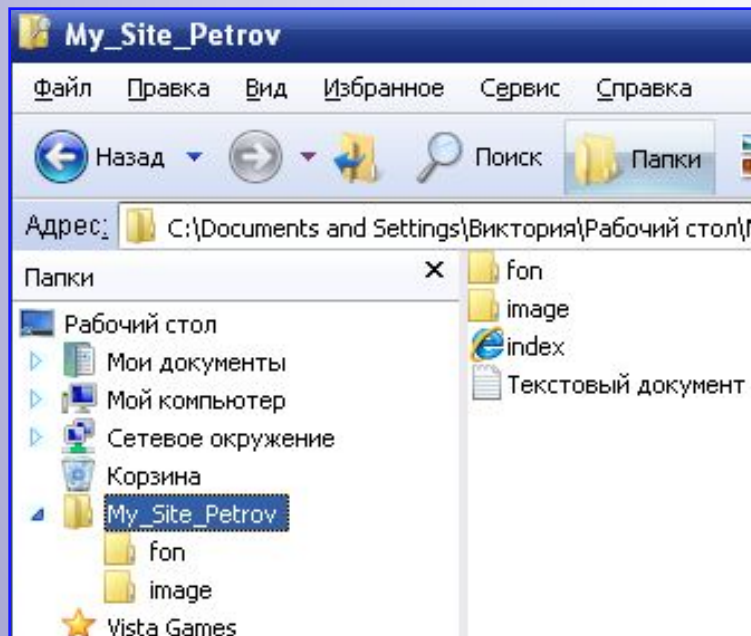 My_Site_Petrov
Файл Правка Вид Избранное Сервис Справка
Назад Поиск Папки
Адрес: C:\Documents and Settings\Виктория\Рабочий стол\
Папки
Рабочий стол
Мои документы
Мой компьютер
Сетевое окружение
Корзина
My_Site_Petrov
fon
image
Vista Games
fon
image
index
Текстовый документ